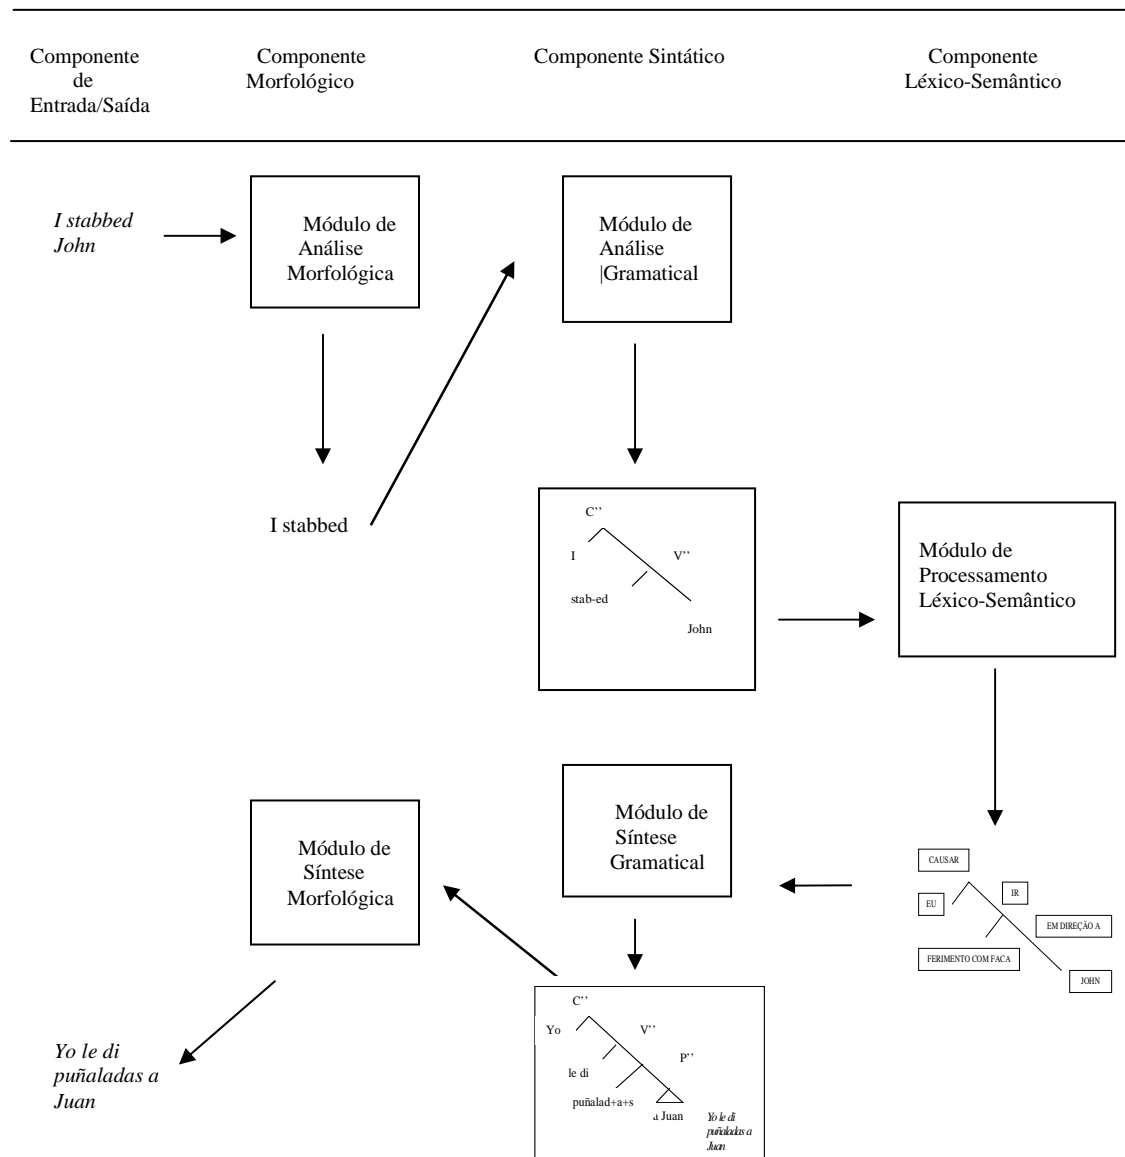 Componente
de
Entrada/Saída
Componente
Morfológico
Componente Sintático
Componente
Léxico-Semântico
I stabbed
John
Módulo de
Análise
Morfológica
Módulo de
Análise
|Gramatical
I stabbed
C’’
I
V’’
stab-ed
John
Módulo de
Processamento
Léxico-Semântico
Módulo de
Síntese
Morfológica
Módulo de
Síntese
Gramatical
CAUSAR
EU
IR
EM DIREÇÃO A
FERIMENTO COM FACA
JOHN
C’’
Yo
V’’
P’’
le di
puñalad+a+s
a Juan
Yo le di
puñaladas a
Juan
Yo le di
puñaladas a
Juan